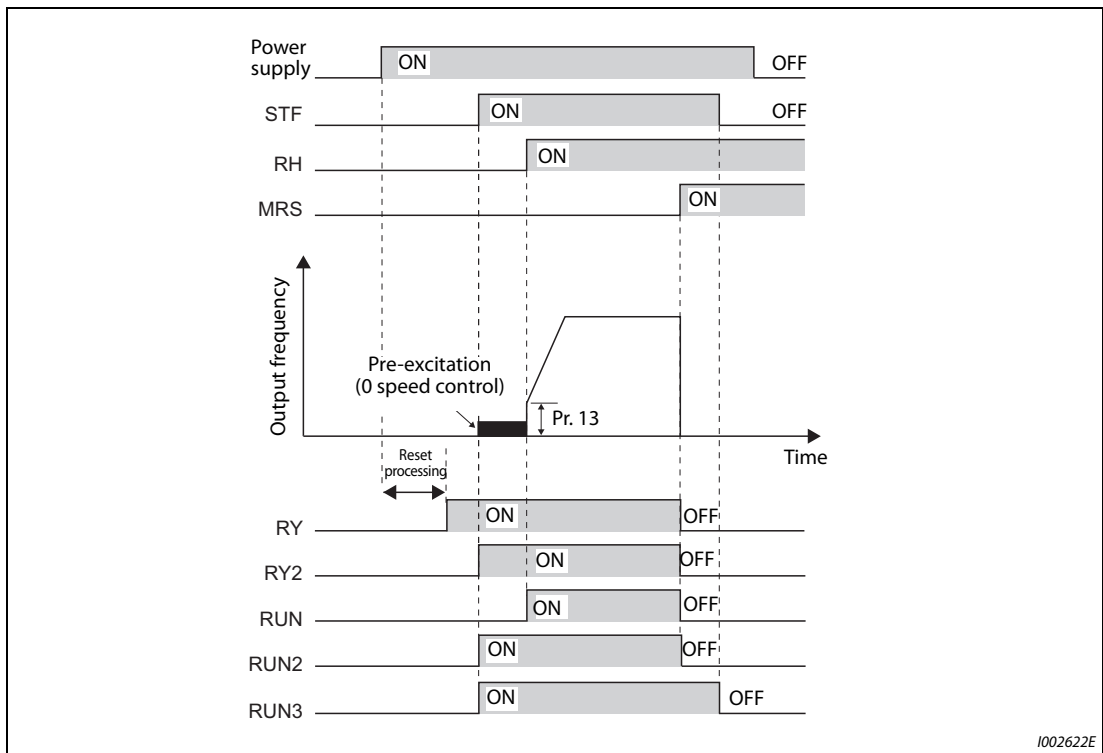 Power
supply
ON
OFF
STF
ON
OFF
RH
ON
MRS
ON
Output frequency
Pre-excitation
(0 speed control)
Pr. 13
Time
Reset
processing
RY
ON
OFF
RY2
ON
OFF
RUN
ON
OFF
RUN2
ON
OFF
RUN3
ON
OFF
I002622E